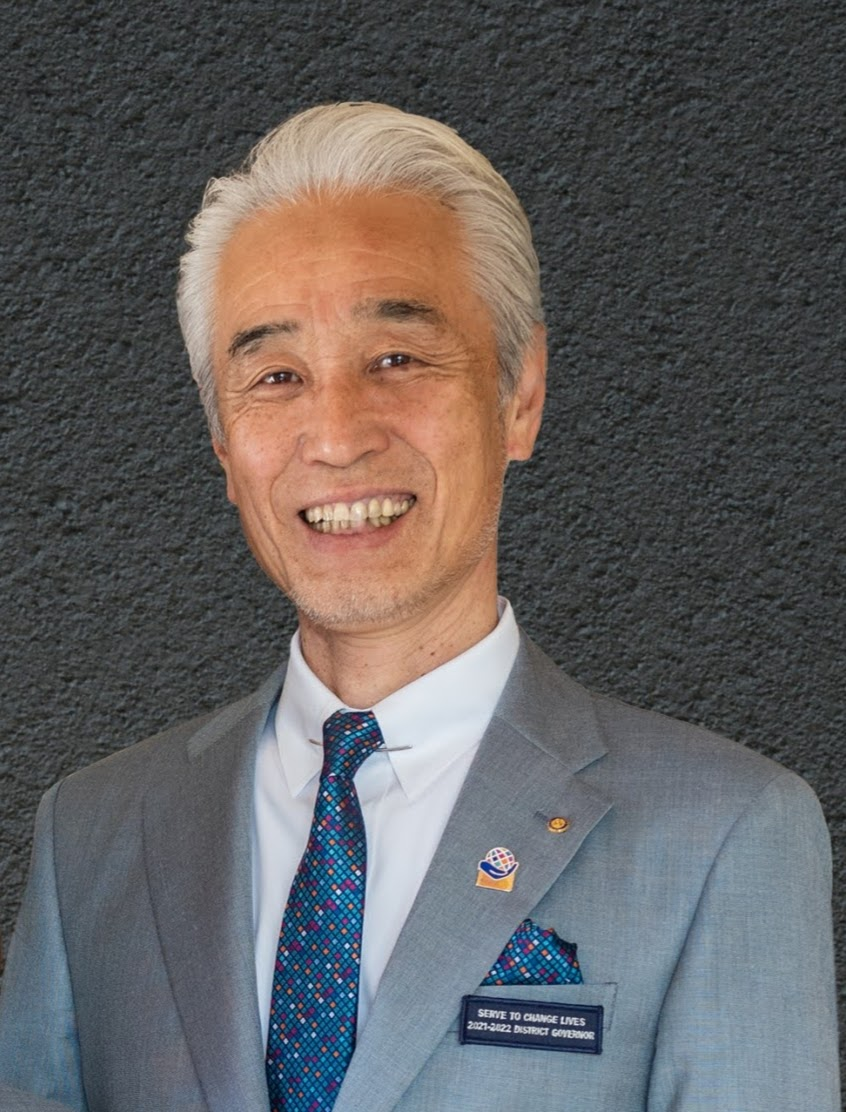 SERVE TO CHANGE LIVES
2021-2022 DISTRICT GOVERNOR